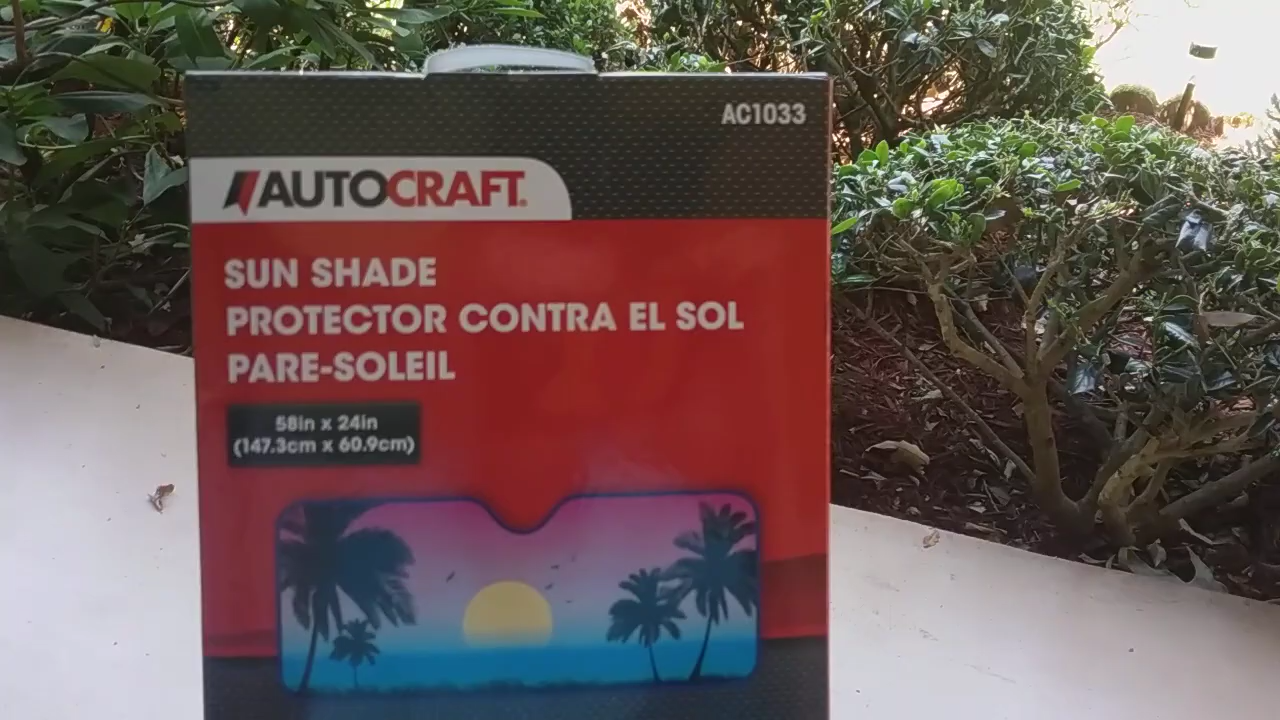 AC1033
AUTOCRAFT®
SUN SHADE
PROTECTOR CONTRA EL SOL
PARE-SOLEIL
58in x 24in
(147.3cm x 60.9cm)